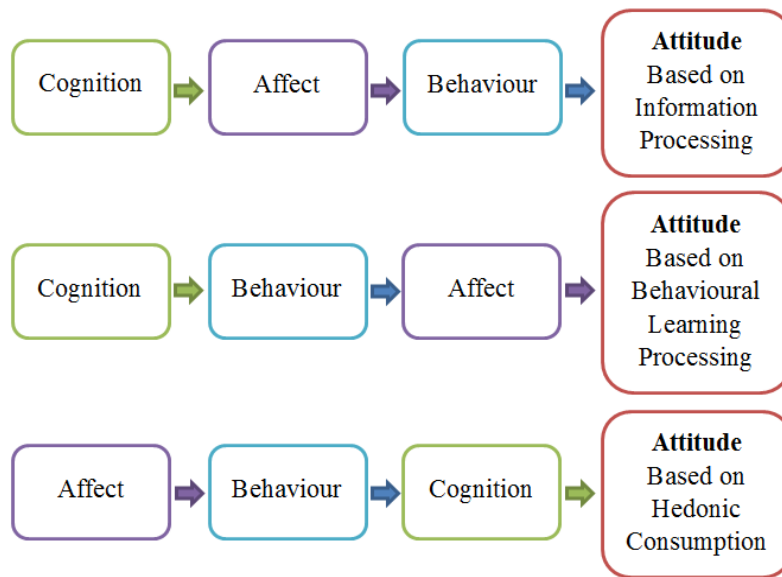 Cognition
Affect
Behaviour
Attitude
Based on
Information
Processing
Cognition
Behaviour
Affect
Attitude
Based on
Behavioural
Learning
Processing
Affect
Behaviour
Cognition
Attitude
Based on
Hedonic
Consumption